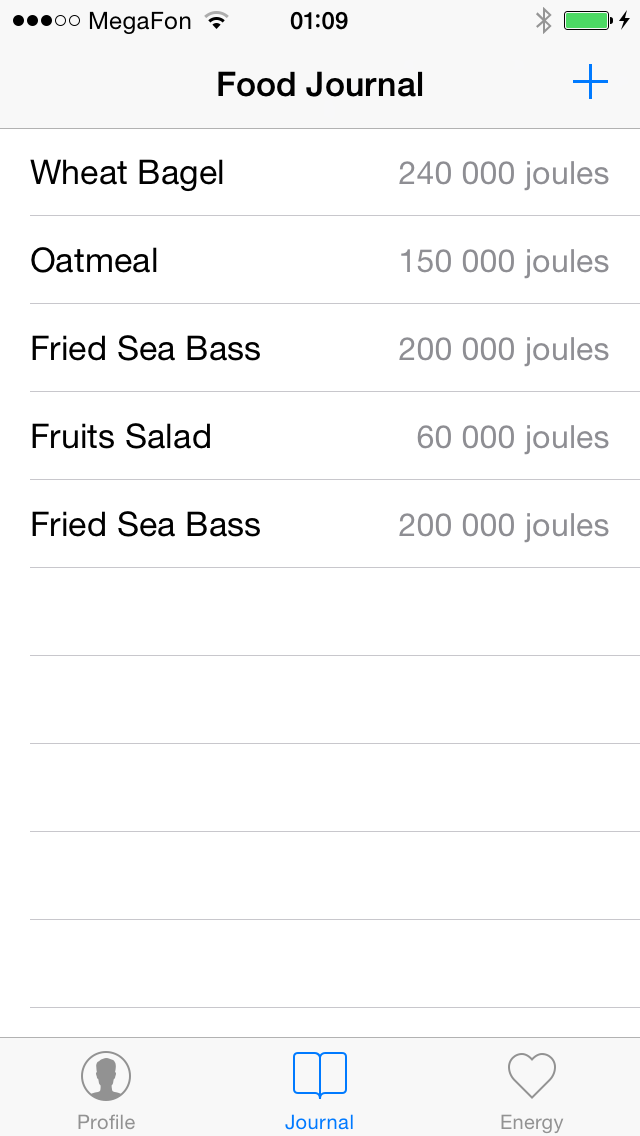 MegaFon 01:09
Food Journal
Wheat Bagel 240 000 joules
Oatmeal 150 000 joules
Fried Sea Bass 200 000 joules
Fruits Salad 60 000 joules
Fried Sea Bass 200 000 joules
Profile Journal Energy